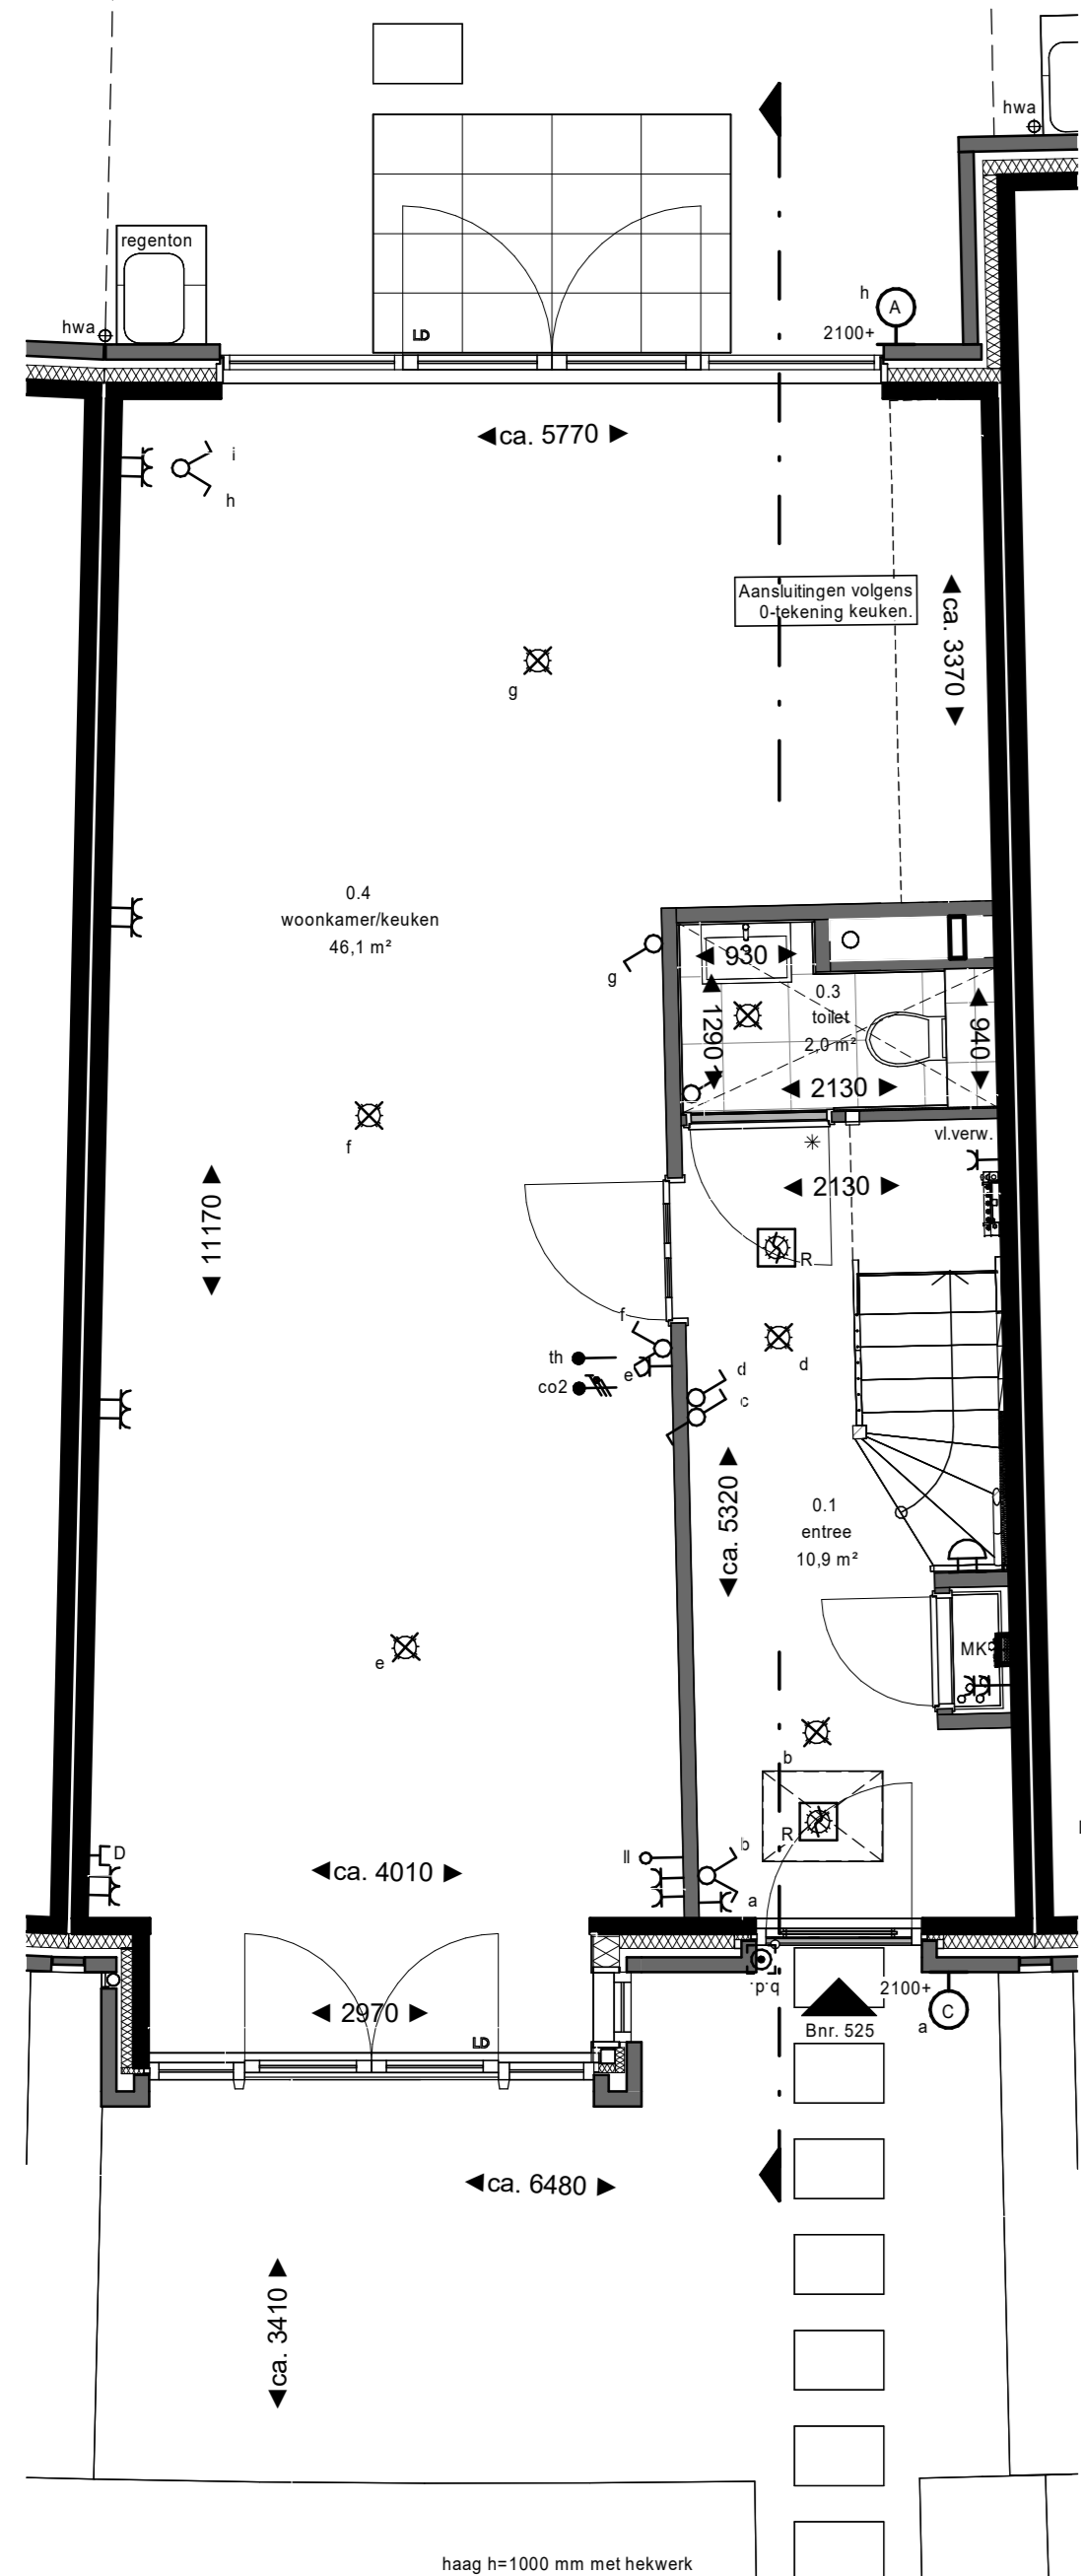 hwa
regenton
hwa
LD
h
A
2100+
ca. 5770
i
h
Aansluitingen volgens
0-tekening keuken.
ca. 3370
g
0.4
woonkamer/keuken
46,1 m²
g
930
0.3
toilet
2,0 m²
1290
940
2130
f
vl.verw.
2130
11170
R
f
th
e
co2
d
d
c
ca. 5320
0.1
entree
10,9 m²
MK
e
b
R
D
ca. 4010
ll
b
a
b.d.
2970
LD
2100+
C
a
Bnr. 525
ca. 6480
ca. 3410
haag h=1000 mm met hekwerk